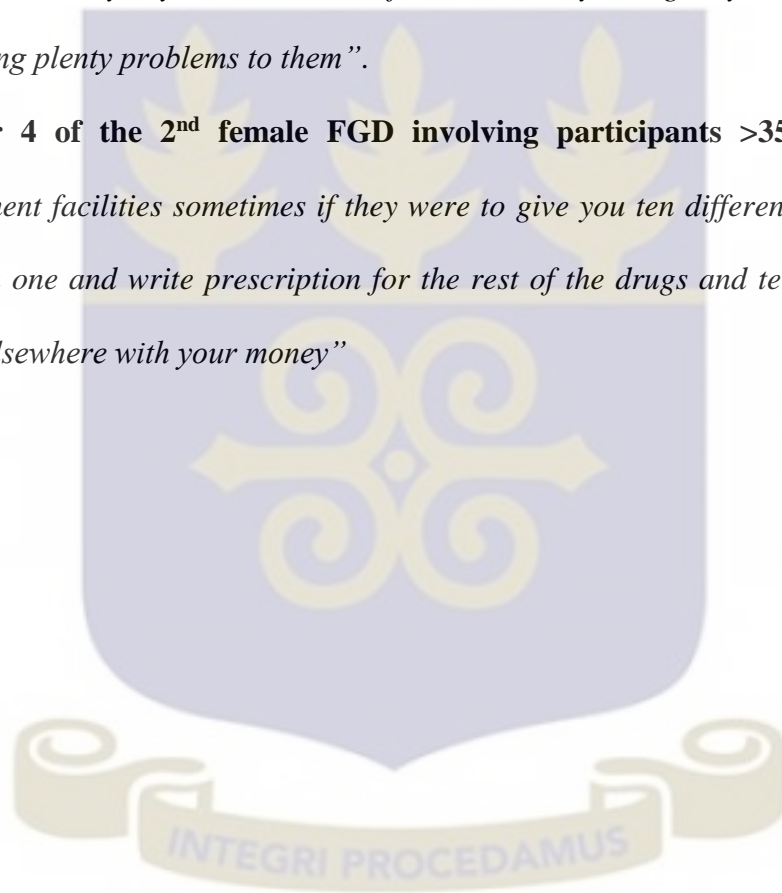 ng plenty problems to them”.
4 of the 2nd female FGD involving participants >35
ent facilities sometimes if they were to give you ten differen
one and write prescription for the rest of the drugs and te
lsewhere with your money”
INTEGRI PROCEDAMUS